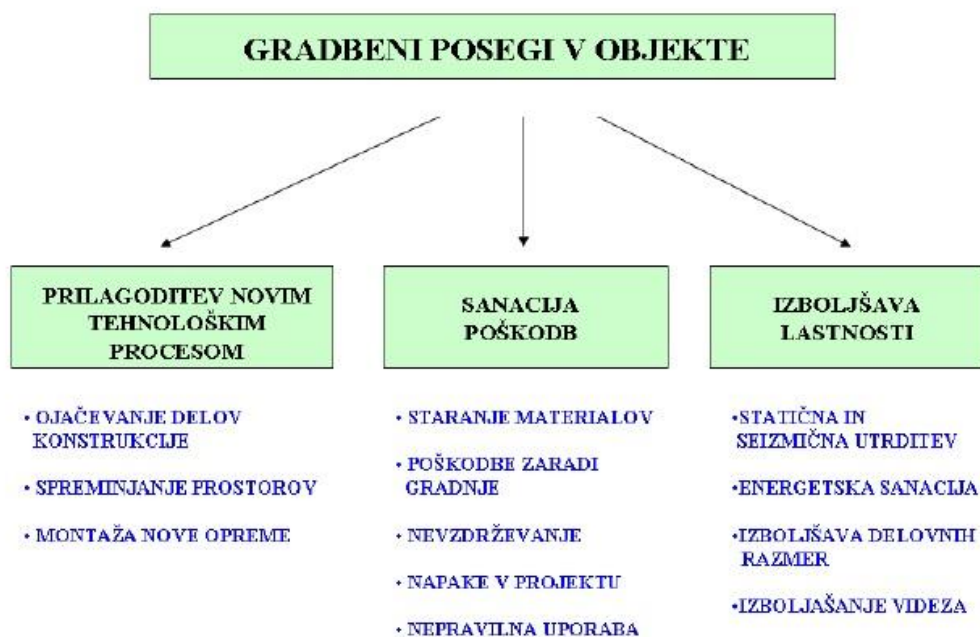 GRADBENI POSEGI V OBJEKTE
PRILAGODITEV NOVIM
TEHNOLOŠKIM
PROCESOM
• OJAČEVANJE DELOV
KONSTRUKCIJE
• SPREMINJANJE PROSTOROV
• MONTAŽA NOVE OPREME
SANACIJA
POŠKODB
• STARANJE MATERIALOV
• POŠKODBE ZARADI
GRADNJE
• NEVZDRŽEVANJE
• NAPAKE V PROJEKTU
• NEPRAVILNA UPORABA
IZBOLJŠAVA
LASTNOSTI
•STATIČNA IN
SEIZMIČNA UTRDITEV
•ENERGETSKA SANACIJA
•IZBOLJŠAVA DELOVNIH
RAZMER
•IZBOLJAŠANJE VIDEZA